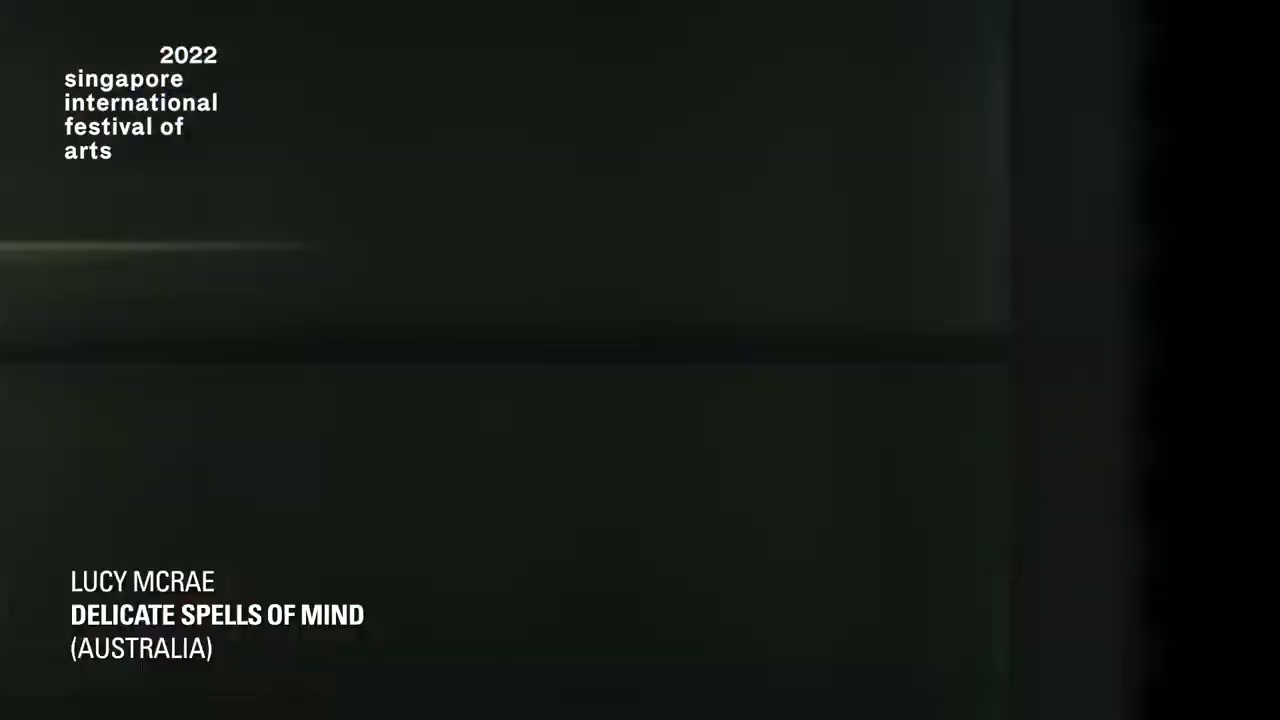 2022
singapore
international
festival of
arts
LUCY MCRAE
DELICATE SPELLS OF MIND
(AUSTRALIA)